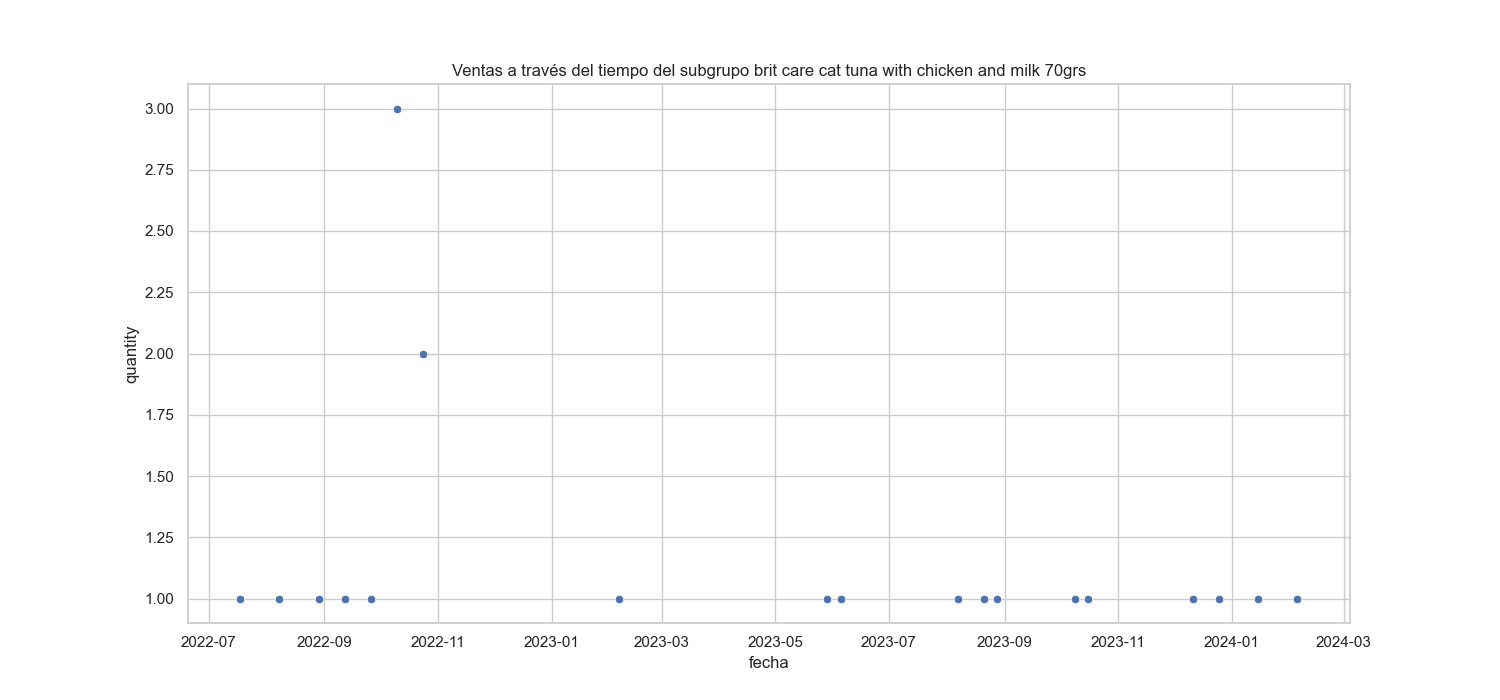 Ventas a través del tiempo del subgrupo brit care cat tuna with chicken and milk 70grs
3.00
2.75
2.50
2.25
2.00
1.75
1.50
1.25
1.00
quantity
2022-07 2022-09 2022-11 2023-01 2023-03 2023-05 2023-07 2023-09 2023-11 2024-01 2024-03
fecha